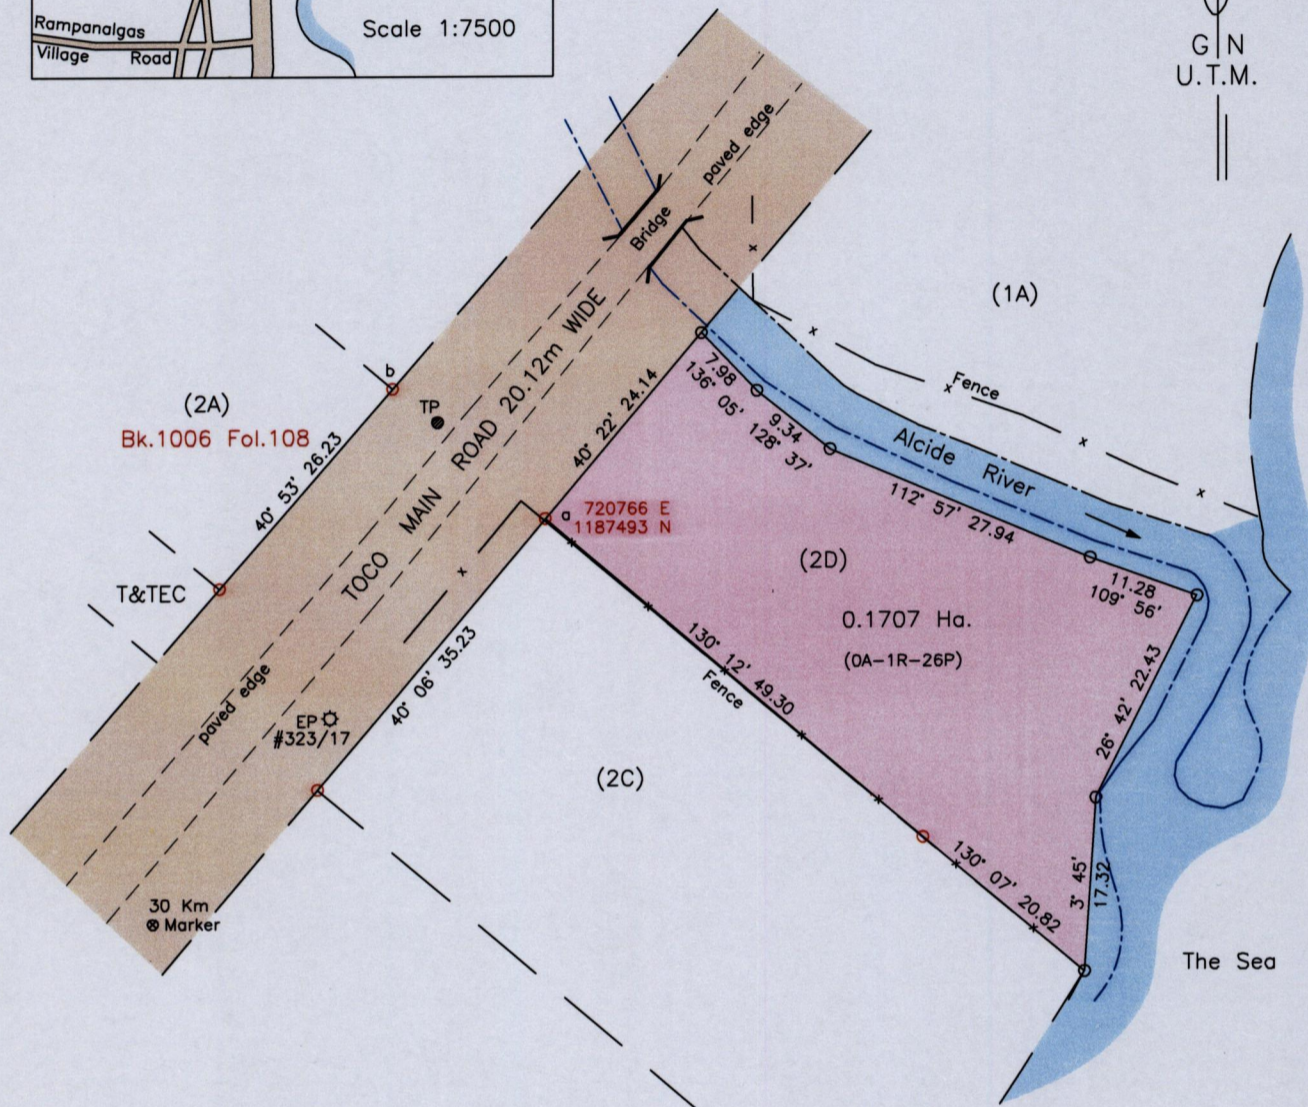 Rampanalgas
Village Road
Scale 1:7500
G N
U.T.M.
paved edge
Bridge
(1A)
b
(2A)
Bk.1006 Fol.108
TP
TOCO MAIN ROAD 20.12m WIDE
40° 53' 26.23
40° 22' 24.14
7.98
136° 05'
9.34
128° 37'
Fence
Alcide River
112° 57' 27.94
11.28
109° 56'
a
720766 E
1187493 N
(2D)
0.1707 Ha.
(0A-1R-26P)
T&TEC
40° 06' 35.23
130° 12' 49.30
Fence
26° 42' 22.43
paved edge
EP
#323/17
(2C)
130° 07' 20.82
3° 45'
17.32
30 Km
Marker
The Sea